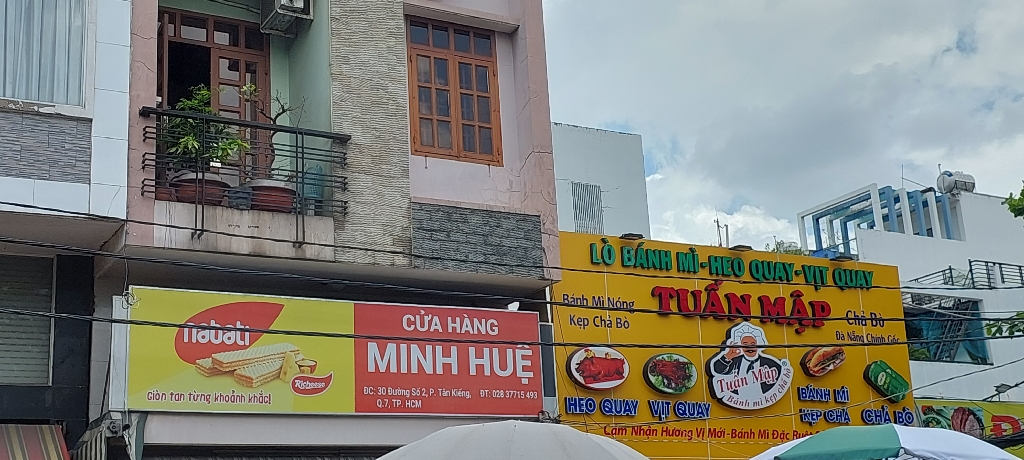 nabati
Richeese
Giòn tan từng khoảnh khắc!
CỬA HÀNG
MINH HUỆ
ĐC: 30 Đường Số 2, P. Tân Kiểng,
Q.7, TP. HCM
ĐT: 028 37715 493
LÒ BÁNH MÌ-HEO QUAY-VỊT QUAY
TUẤN MẬP
Bánh Mì Nóng
Kẹp Chả Bò
Chả Bò
Đà Nẵng Chính Gốc
Tuấn Mập
Bánh mì kẹp chả bò
HEO QUAY
VỊT QUAY
BÁNH MÌ
KẸP CHẢ
CHẢ BÒ
Cảm Nhận Hương Vị Mới-Bánh Mì Đặc Ruột